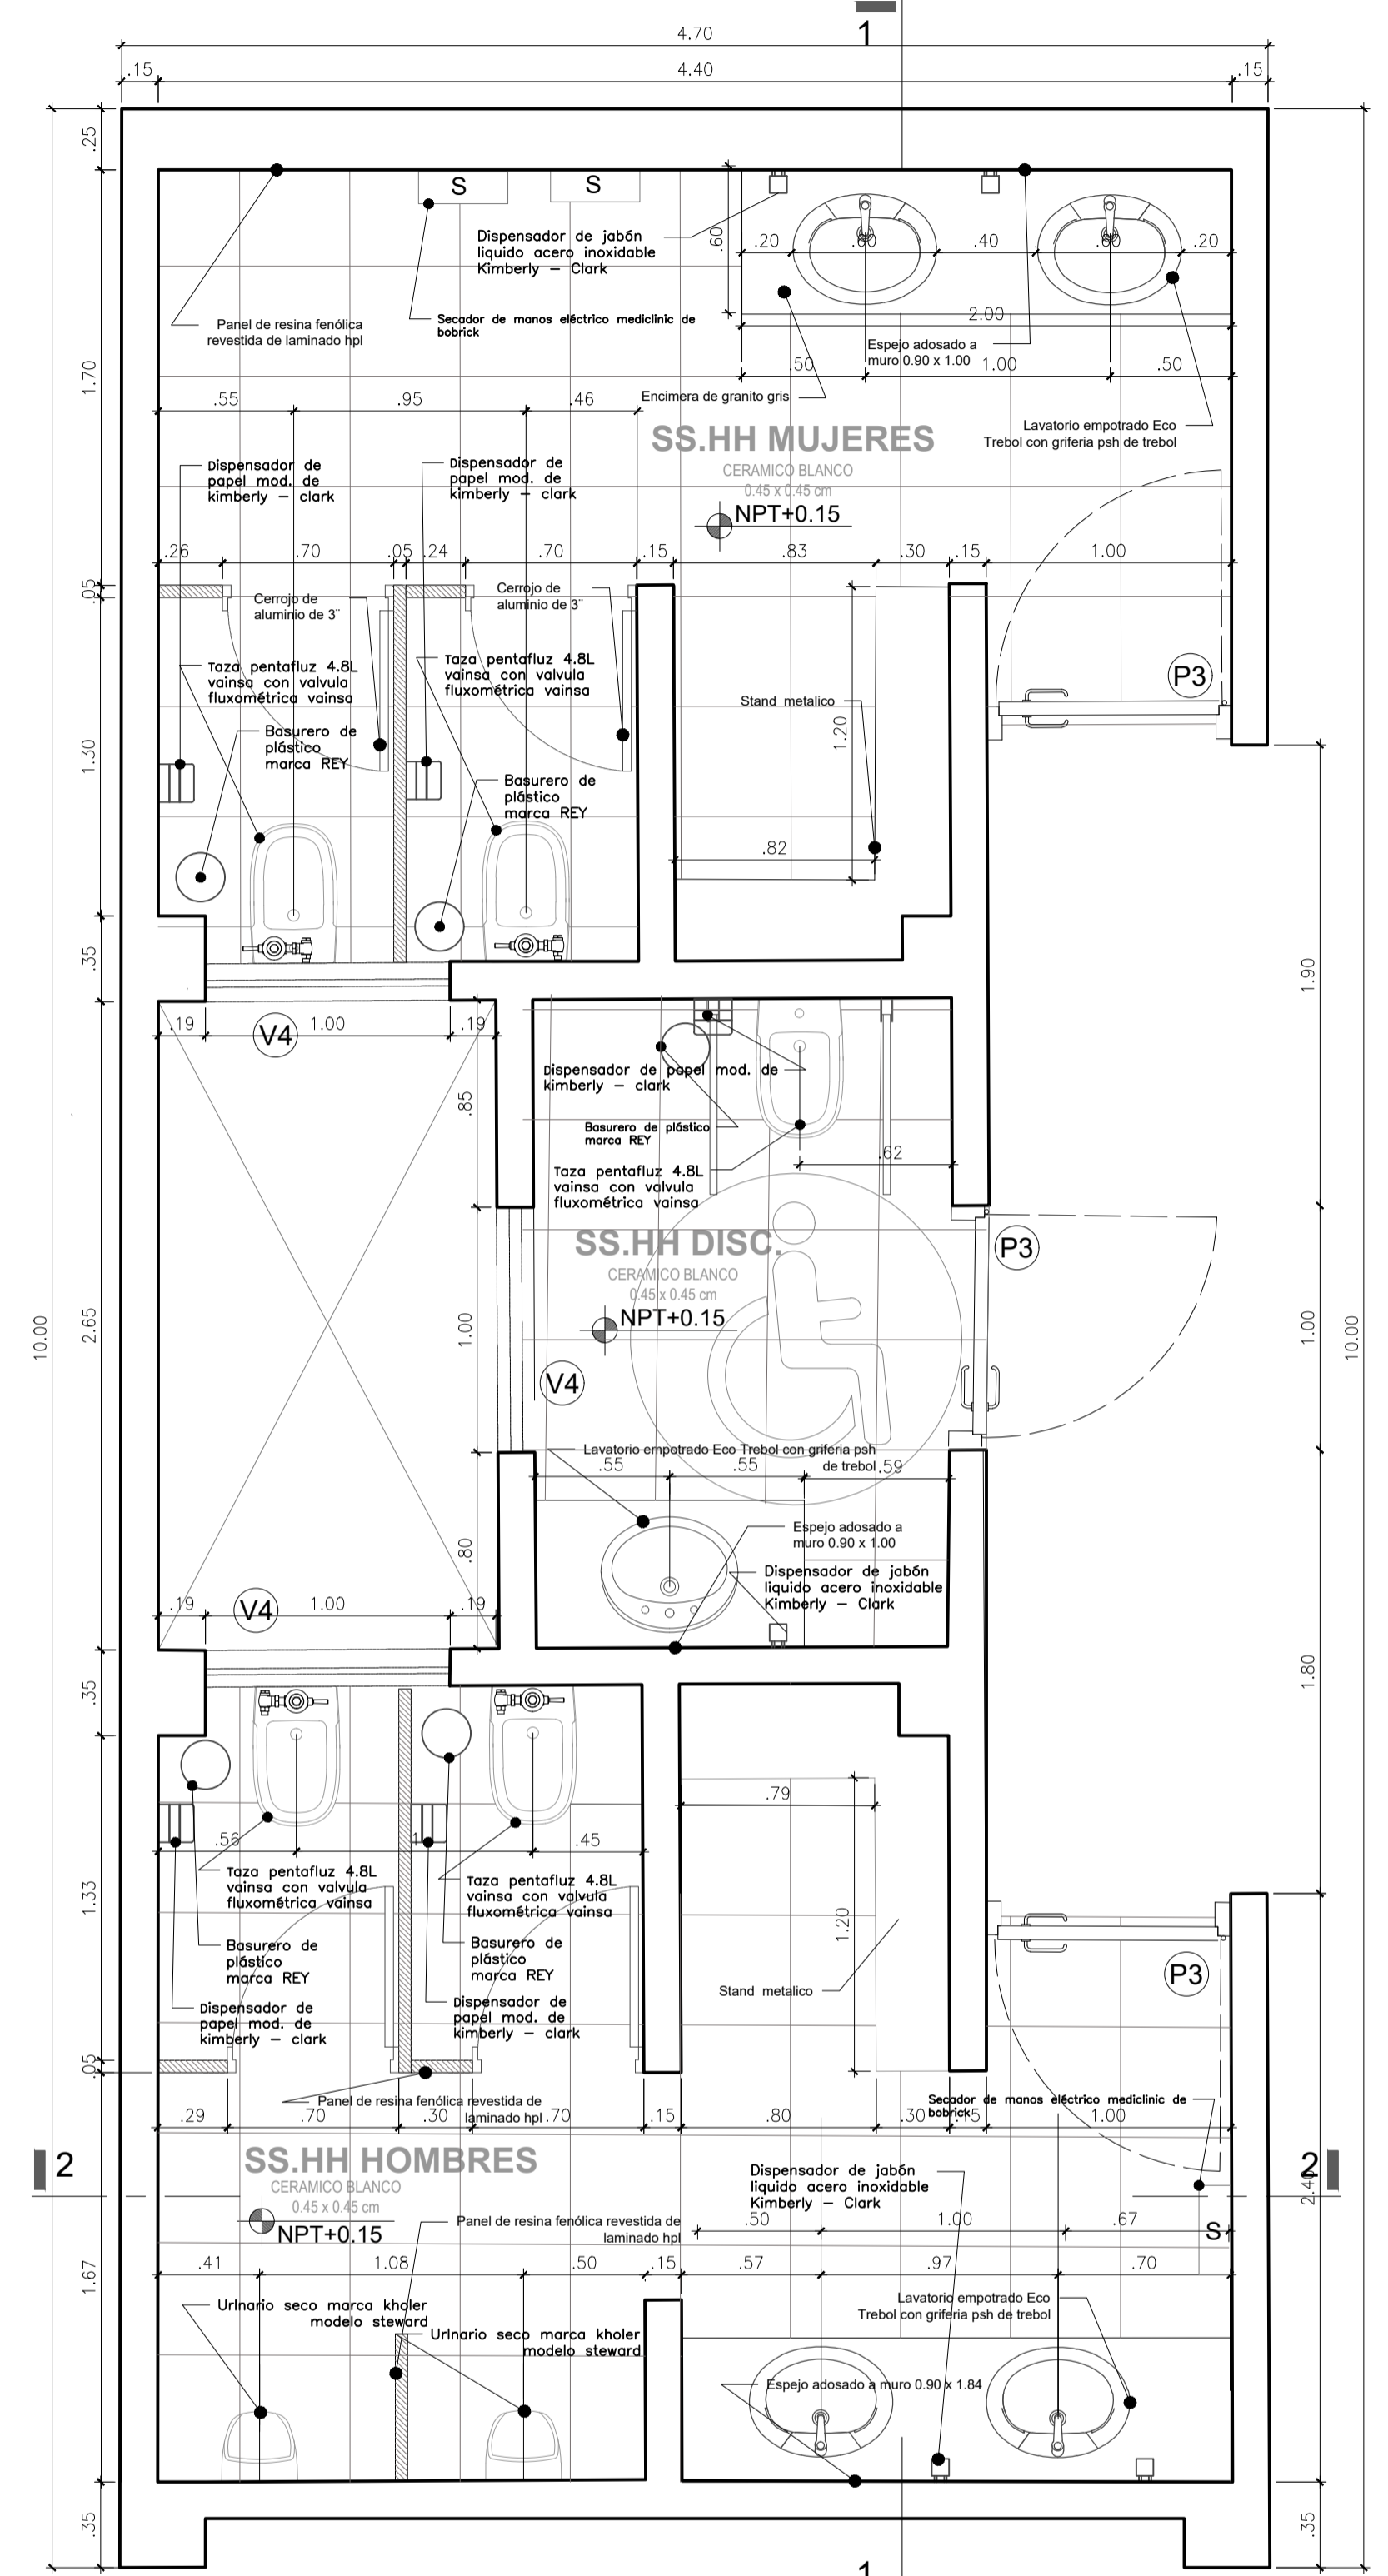 1
4.70
.15
4.40
.15
.25
S
S
Dispensador de jabón
liquido acero inoxidable
Kimberly – Clark
.60
.20
.60
.40
.60
.20
Panel de resina fenólica
revestida de laminado hpl
Secador de manos eléctrico mediclinic de
bobrick
2.00
Espejo adosado a
muro 0.90 x 1.00
.50
1.00
.50
1.70
Encimera de granito gris
.55
.95
.46
Lavatorio empotrado Eco
Trebol con griferia psh de trebol
SS.HH MUJERES
CERAMICO BLANCO
0.45 x 0.45 cm
NPT+0.15
Dispensador de
papel mod. de
kimberly – clark
Dispensador de
papel mod. de
kimberly – clark
.26
.70
.05
.24
.70
.15
.83
.30
.15
1.00
.05
Cerrojo de
aluminio de 3¨
Cerrojo de
aluminio de 3¨
Taza pentafluz 4.8L
vainsa con valvula
fluxométrica vainsa
Taza pentafluz 4.8L
vainsa con valvula
fluxométrica vainsa
P3
Stand metalico
1.20
1.30
Basurero de
plástico
marca REY
Basurero de
plástico
marca REY
.82
.35
1.90
.19
1.00
.19
V4
Dispensador de papel mod. de
kimberly – clark
.85
Basurero de plástico
marca REY
.62
Taza pentafluz 4.8L
vainsa con valvula
fluxométrica vainsa
SS.HH DISC.
CERAMICO BLANCO
0.45 x 0.45 cm
NPT+0.15
P3
10.00
2.65
1.00
1.00
10.00
V4
Lavatorio empotrado Eco Trebol con griferia psh
de trebol
.55
.55
.59
.80
Espejo adosado a
muro 0.90 x 1.00
Dispensador de jabón
liquido acero inoxidable
Kimberly – Clark
.19
V4
1.00
.19
.35
1.80
.79
.56
1
.45
Taza pentafluz 4.8L
vainsa con valvula
fluxométrica vainsa
Taza pentafluz 4.8L
vainsa con valvula
fluxométrica vainsa
1.33
1.20
Basurero de
plástico
marca REY
Basurero de
plástico
marca REY
P3
Stand metalico
Dispensador de
papel mod. de
kimberly – clark
Dispensador de
papel mod. de
kimberly – clark
.05
Panel de resina fenólica revestida de
laminado hpl
Secador de manos eléctrico mediclinic de
bobrick
.29
.70
.30
.70
.15
.80
.30
.15
1.00
2
SS.HH HOMBRES
CERAMICO BLANCO
0.45 x 0.45 cm
NPT+0.15
Dispensador de jabón
liquido acero inoxidable
Kimberly – Clark
2
2.40
Panel de resina fenólica revestida de
laminado hpl
.50
1.00
.67
S
1.67
.41
1.08
.50
.15
.57
.97
.70
Urinario seco marca kholer
modelo steward
Urinario seco marca kholer
modelo steward
Lavatorio empotrado Eco
Trebol con griferia psh de trebol
Espejo adosado a muro 0.90 x 1.84
.35
.35
1